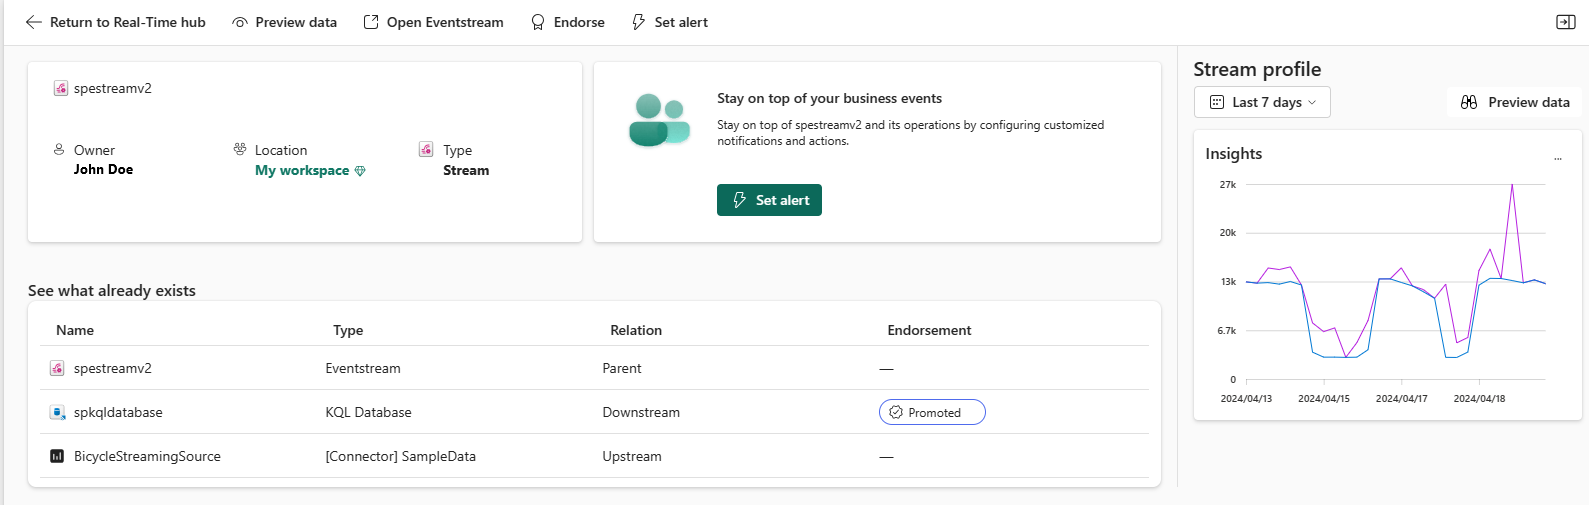 Return to Real-Time hub Preview data Open Eventstream Endorse Set alert
spestreamv2
Owner Location Type
John Doe My workspace Stream
Stay on top of your business events
Stay on top of spestreamv2 and its operations by configuring customized
notifications and actions.
Set alert
See what already exists
Name Type Relation Endorsement
spestreamv2 Eventstream Parent —
spkqldatabase KQL Database Downstream Promoted
BicycleStreamingSource [Connector] SampleData Upstream —
Stream profile
Last 7 days Preview data
Insights ...
27k
20k
13k
6.7k
0
2024/04/13 2024/04/15 2024/04/17 2024/04/18